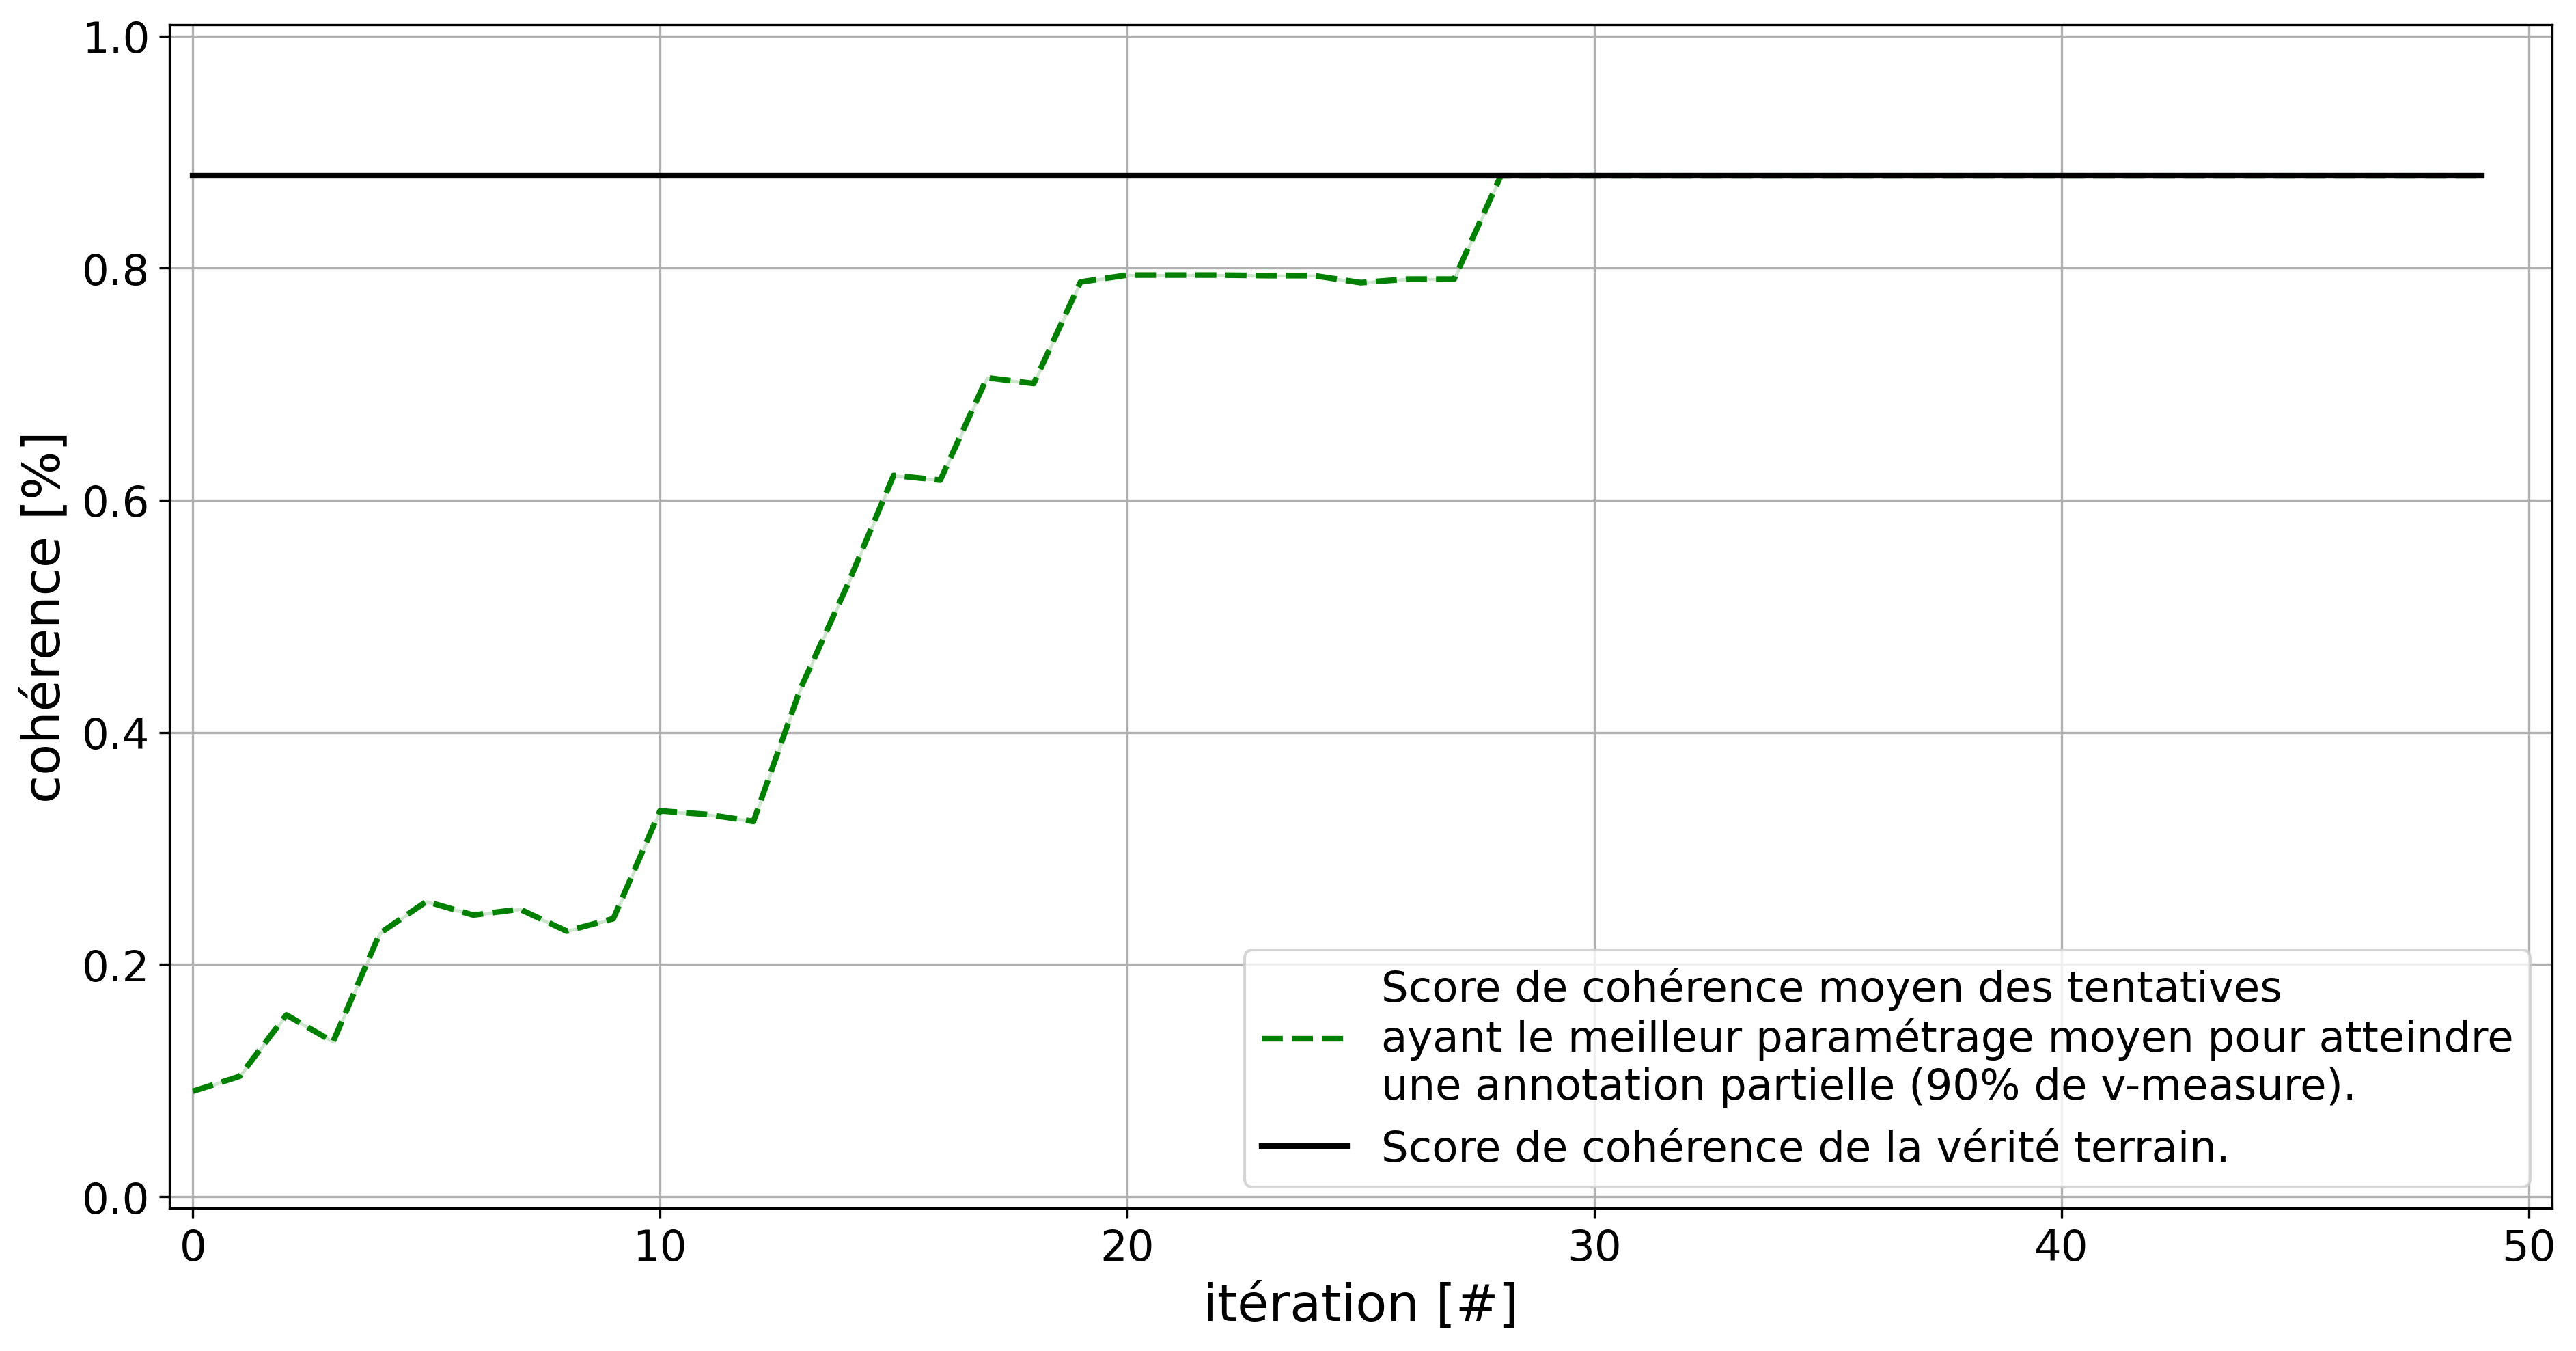 1.0
0.8
0.6
0.4
0.2
0.0
cohérence [%]
0 10 20 30 40 50
itération [#]
Score de cohérence moyen des tentatives
ayant le meilleur paramétrage moyen pour atteindre
une annotation partielle (90% de v-measure).
Score de cohérence de la vérité terrain.